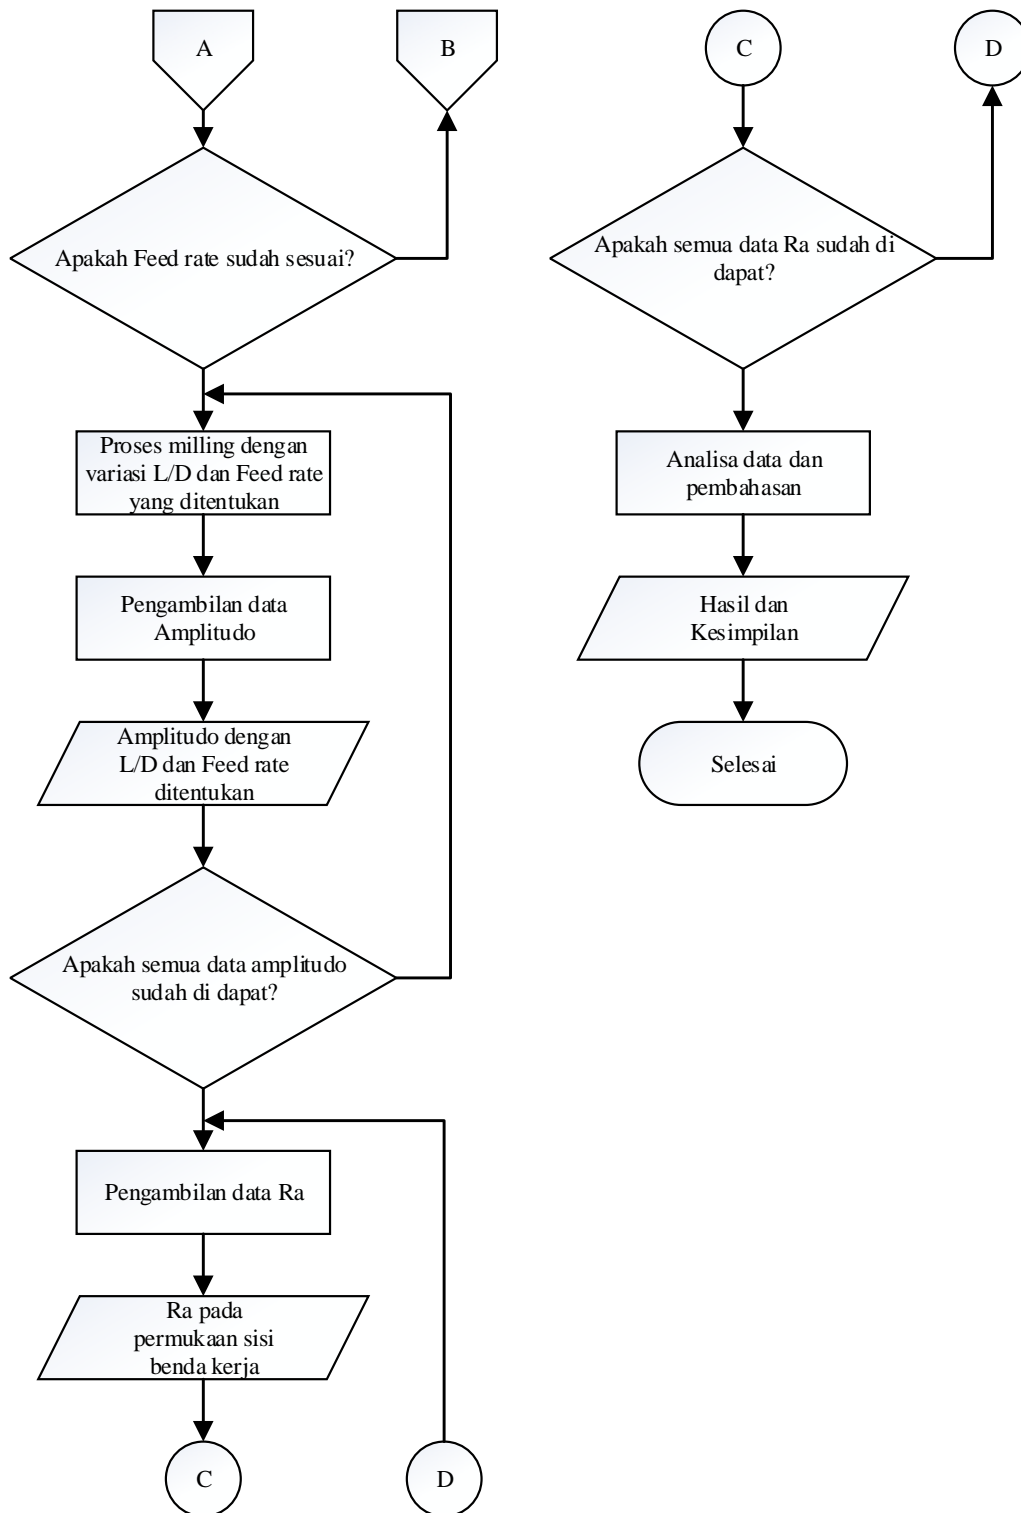 A
B
Apakah Feed rate sudah sesuai?
Proses milling dengan
variasi L/D dan Feed rate
yang ditentukan
Pengambilan data
Amplitudo
Amplitudo dengan
L/D dan Feed rate
ditentukan
Apakah semua data amplitudo
sudah di dapat?
Pengambilan data Ra
Ra pada
permukaan sisi
benda kerja
C
D
C
D
Apakah semua data Ra sudah di
dapat?
Analisa data dan
pembahasan
Hasil dan
Kesimpilan
Selesai